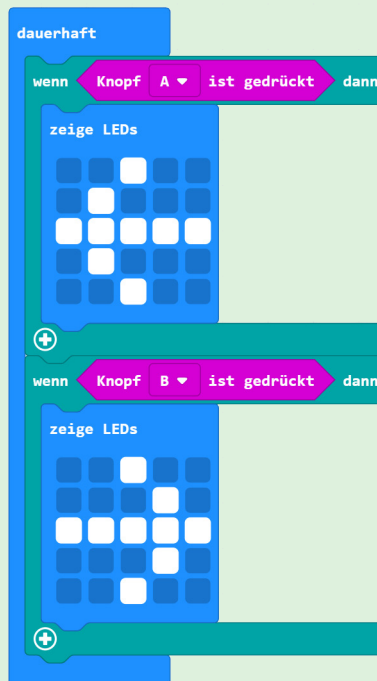 dauerhaft
wenn Knopf A ist gedrückt dann
zeige LEDs
wenn Knopf B ist gedrückt dann
zeige LEDs